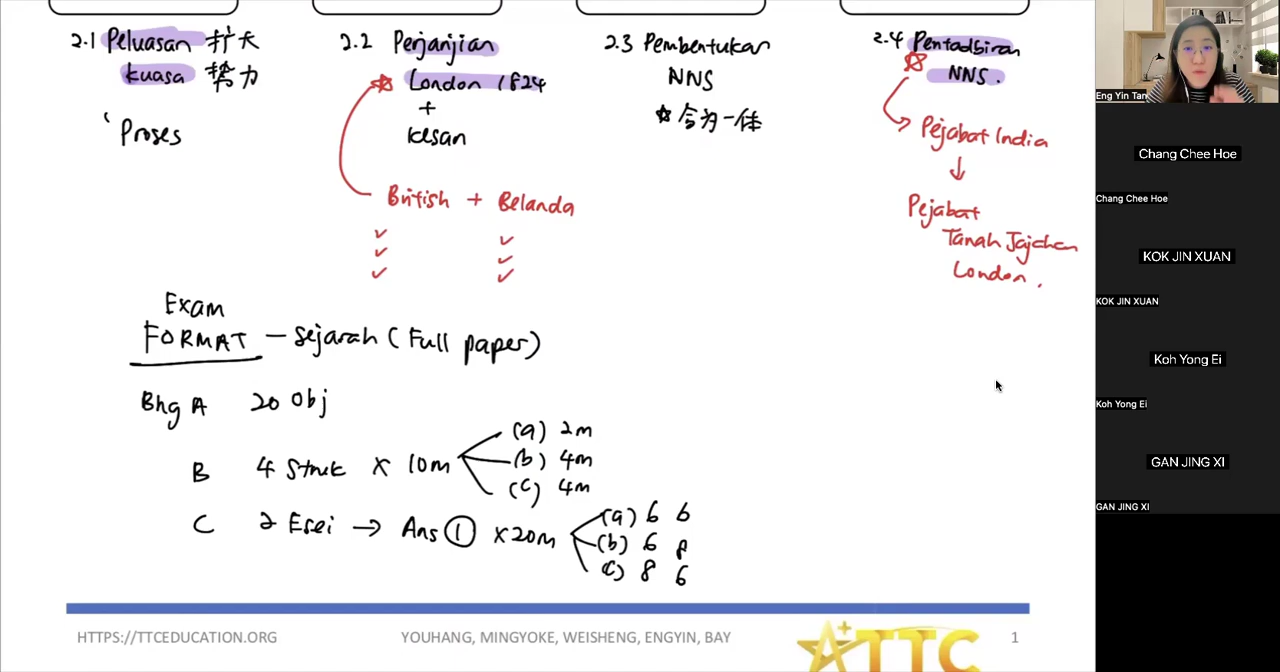 2.1 Peluasan 扩大
kuasa 势力
Proses
2.2 Perjanjian
London 1824
+
kesan
British + Belanda
2.3 Pembentukan
NNS
合为一体
2.4 Pentadbiran
NNS.
Pejabat India
Pejabat
Tanah Jajahan
London.
Exam
FORMAT – Sejarah (Full paper)
Bhg A 20 Obj
B 4 Struk x 10m
(a) 2m
(b) 4m
(c) 4m
C 2 Esei → Ans ① x20m
(a) 6 6
(b) 6 8
(c) 8 6
HTTPS://TTCEDUCATION.ORG
YOUHANG, MINGYOKE, WEISHENG, ENGYIN, BAY
TTC
1
Eng Yin Tan
Chang Chee Hoe
Chang Chee Hoe
KOK JIN XUAN
KOK JIN XUAN
Koh Yong Ei
Koh Yong Ei
GAN JING XI
GAN JING XI